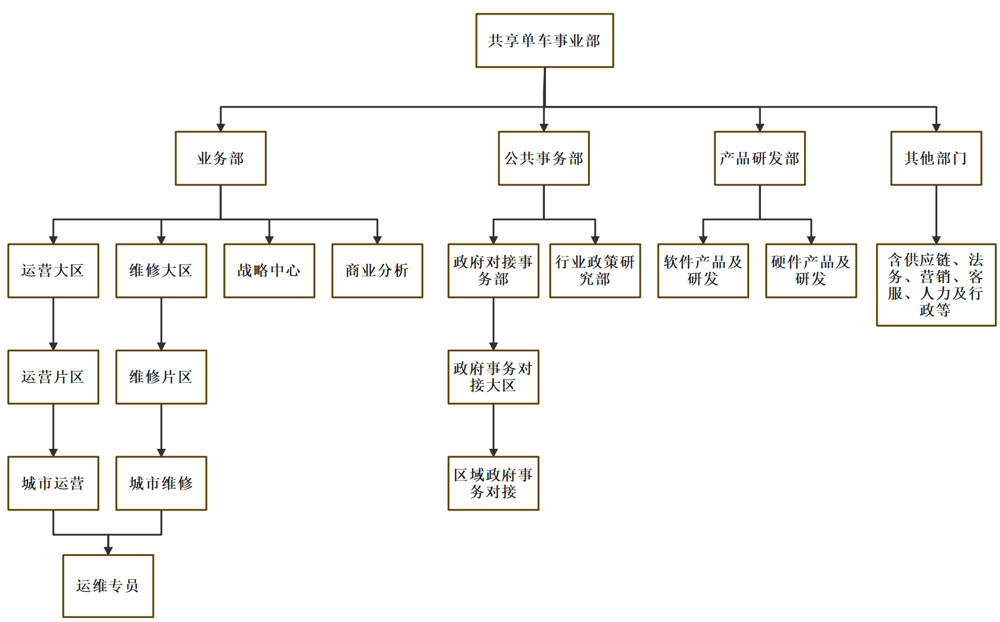 共享单车事业部
业务部
公共事务部
产品研发部
其他部门
运营大区
维修大区
战略中心
商业分析
政府对接事
务部
行业政策研
究部
软件产品及
研发
硬件产品及
研发
含供应链、法
务、营销、客
服、人力及行
政等
运营片区
维修片区
政府事务对
接大区
城市运营
城市维修
区域政府事
务对接
运维专员